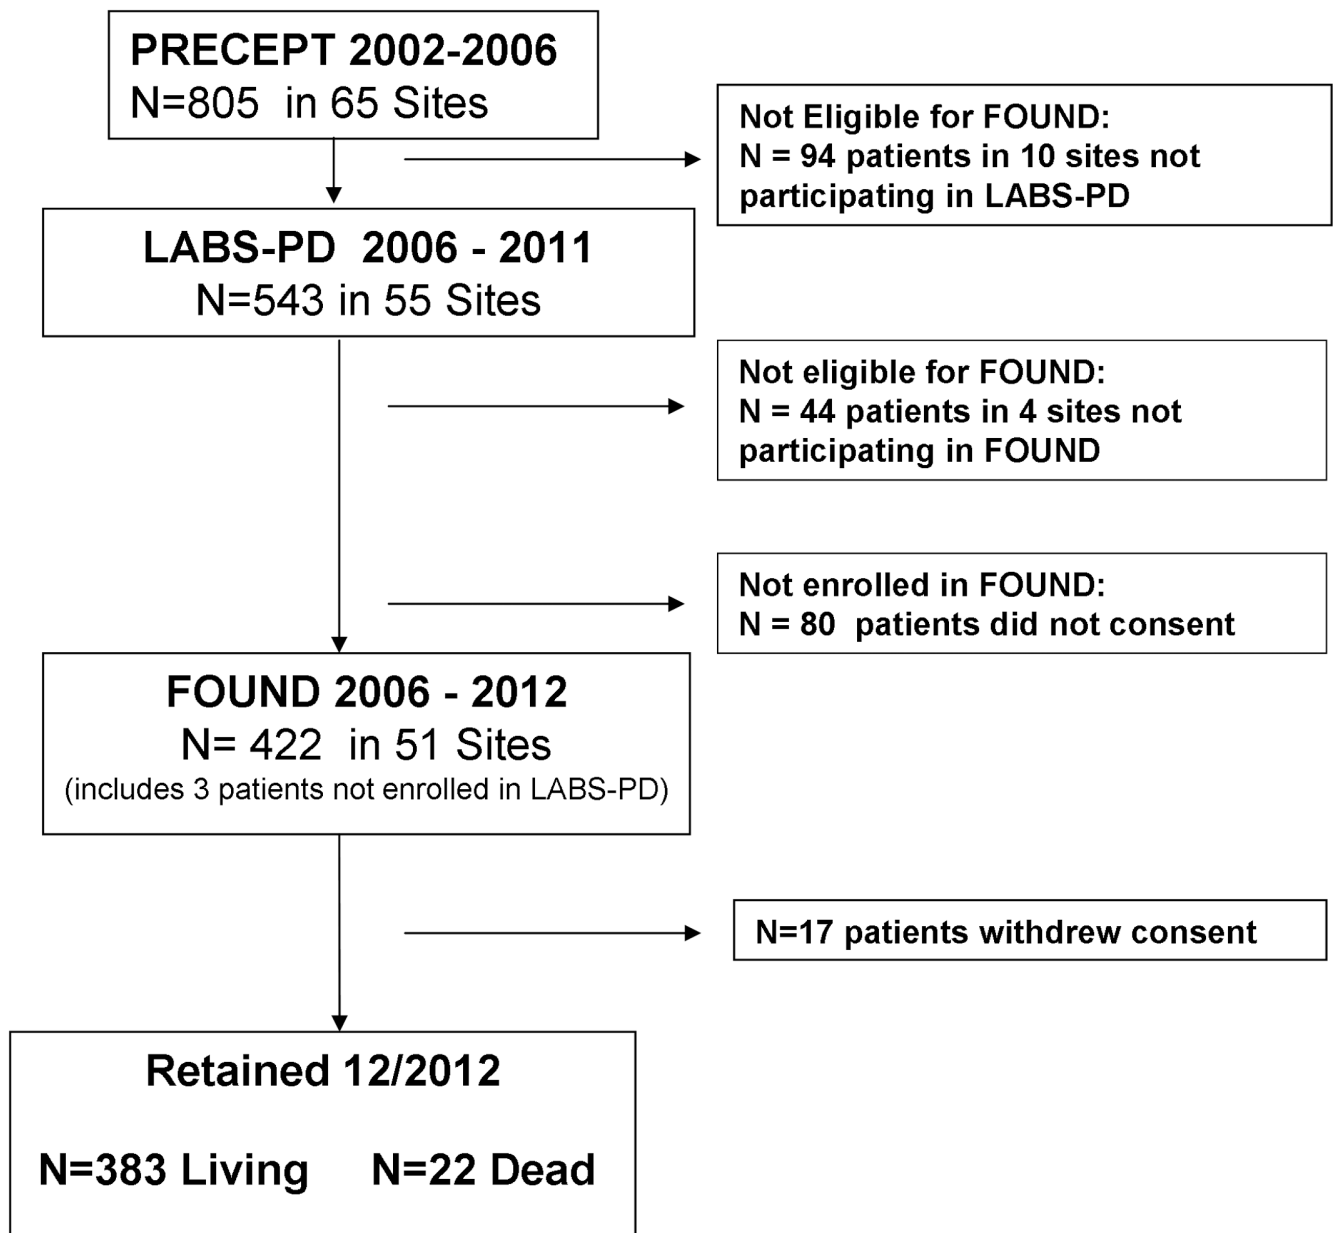 PRECEPT 2002-2006
N=805 in 65 Sites
Not Eligible for FOUND:
N = 94 patients in 10 sites not
participating in LABS-PD
LABS-PD 2006 - 2011
N=543 in 55 Sites
Not eligible for FOUND:
N = 44 patients in 4 sites not
participating in FOUND
Not enrolled in FOUND:
N = 80 patients did not consent
FOUND 2006 - 2012
N= 422 in 51 Sites
(includes 3 patients not enrolled in LABS-PD)
N=17 patients withdrew consent
Retained 12/2012
N=383 Living N=22 Dead